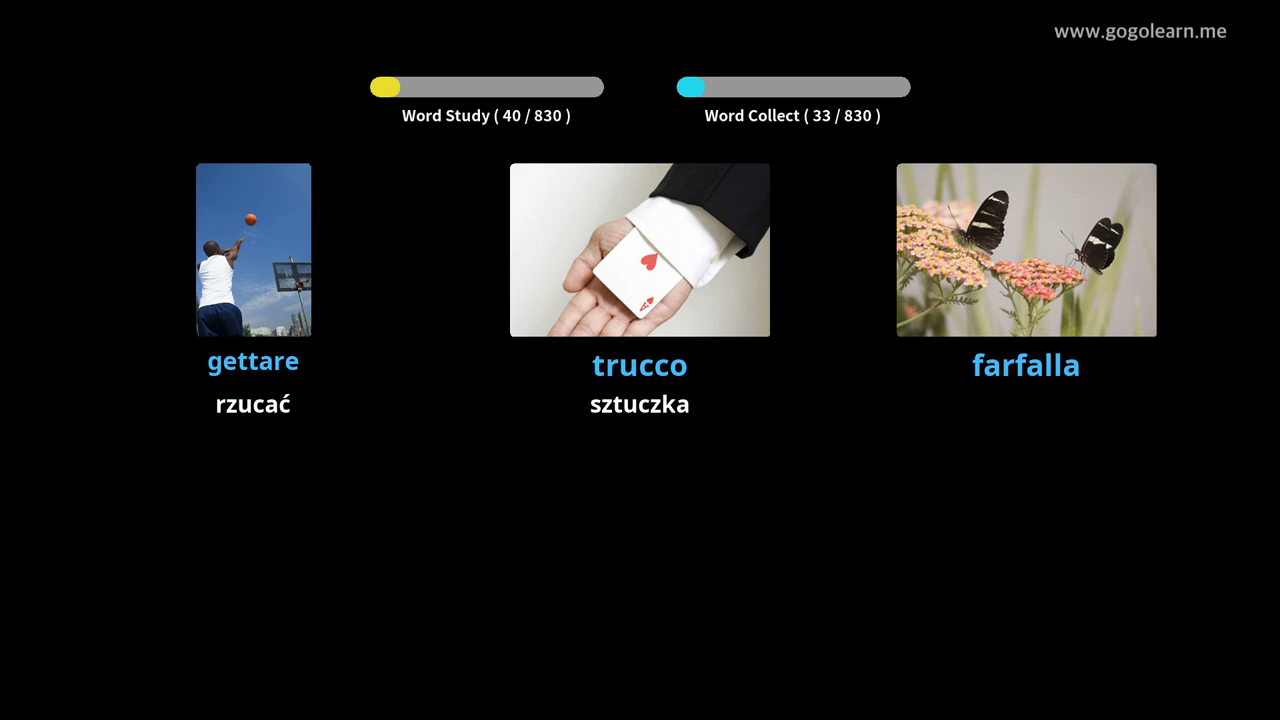 www.gogolearn.me
Word Study ( 40 / 830 )
Word Collect ( 33 / 830 )
gettare
rzucać
trucco
sztuczka
farfalla